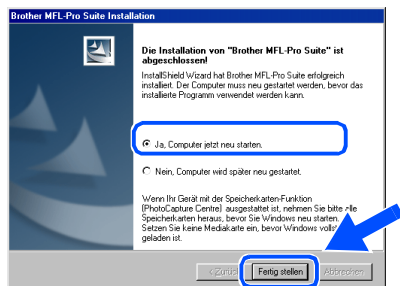 Brother MFL-Pro Suite Installation
Die Installation von "Brother MFL-Pro Suite" ist
abgeschlossen!
InstallShield Wizard hat Brother MFL-Pro Suite erfolgreich
installiert. Der Computer muss neu gestartet werden, bevor das
installierte Programm verwendet werden kann.
Ja, Computer jetzt neu starten.
Nein, Computer wird später neu gestartet.
Wenn Ihr Gerät mit der Speicherkarten-Funktion
(PhotoCapture Centre) ausgestattet ist, nehmen Sie bitte alle
Speicherkarten heraus, bevor Sie Windows neu starten.
Setzen Sie keine Mediakarte ein, bevor Windows
geladen ist.
< Zurück Fertig stellen Abbrechen